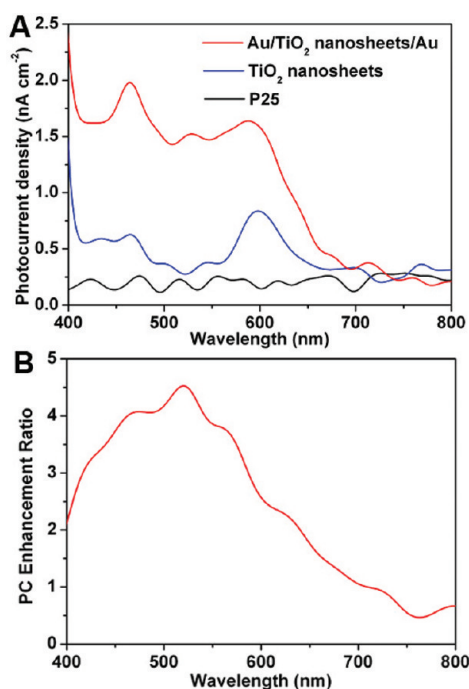 A
Au/TiO₂ nanosheets/Au
TiO₂ nanosheets
P25
Photocurrent density (nA cm⁻²)
2.5
2.0
1.5
1.0
0.5
0.0
400 500 600 700 800
Wavelength (nm)
B
PC Enhancement Ratio
5
4
3
2
1
0
400 500 600 700 800
Wavelength (nm)